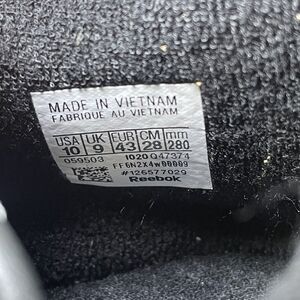 MADE IN VIETNAM
FABRIQUE AU VIETNAM
USA UK EUR CM mm
10 9 43 28 280
059503 1020 Q47374
FF6N2X4W00009
#126577029
Reebok